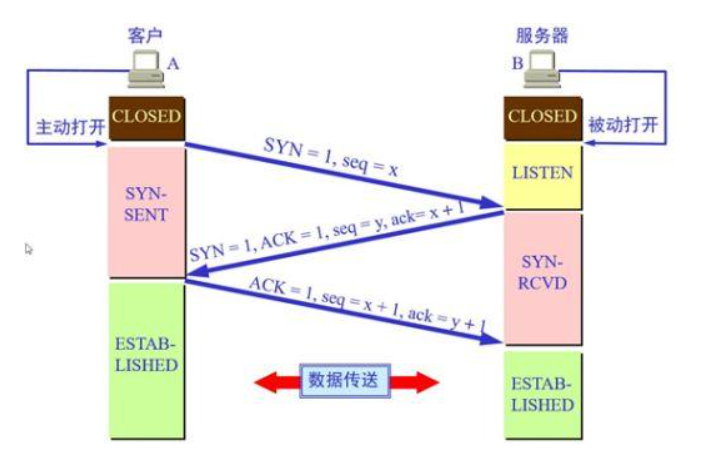 客户
服务器
A
B
CLOSED
CLOSED
主动打开
被动打开
SYN = 1, seq = x
LISTEN
SYN-
SENT
SYN = 1, ACK = 1, seq = y, ack= x + 1
SYN-
RCVD
ACK = 1, seq = x + 1, ack = y + 1
ESTAB-
LISHED
数据传送
ESTAB-
LISHED